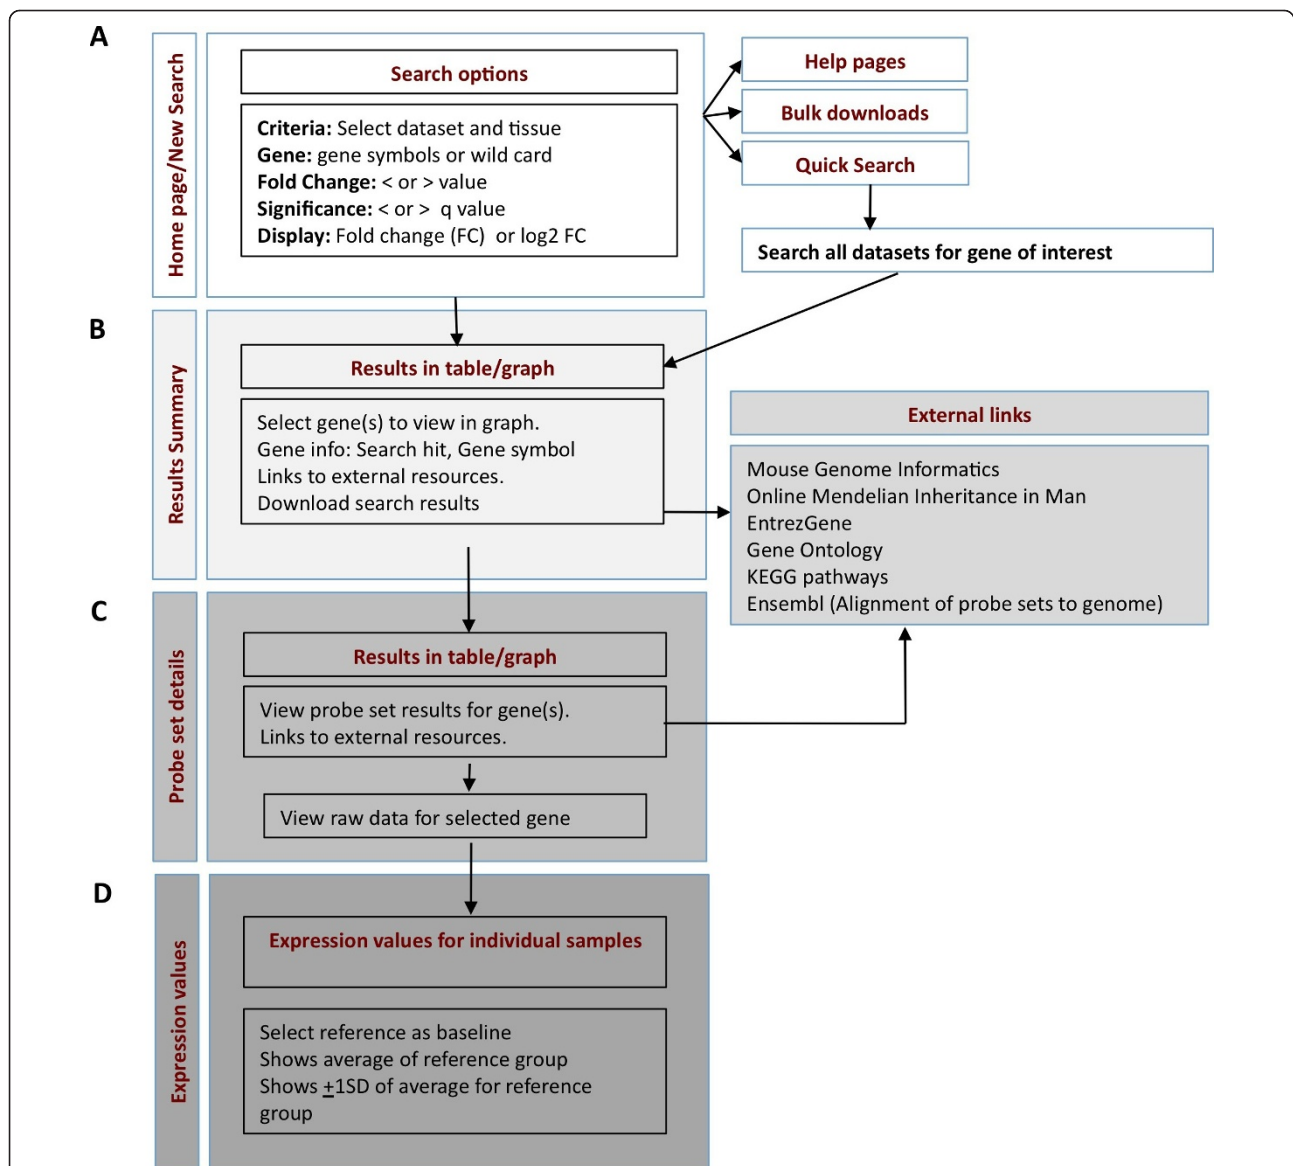 A
Home page/New Search
Search options
Criteria: Select dataset and tissue
Gene: gene symbols or wild card
Fold Change: < or > value
Significance: < or >  q value
Display: Fold change (FC)  or log2 FC
Help pages
Bulk downloads
Quick Search
Search all datasets for gene of interest
B
Results Summary
Results in table/graph
Select gene(s) to view in graph.
Gene info: Search hit, Gene symbol
Links to external resources.
Download search results
External links
Mouse Genome Informatics
Online Mendelian Inheritance in Man
EntrezGene
Gene Ontology
KEGG pathways
Ensembl (Alignment of probe sets to genome)
C
Probe set details
Results in table/graph
View probe set results for gene(s).
Links to external resources.
View raw data for selected gene
D
Expression values
Expression values for individual samples
Select reference as baseline
Shows average of reference group
Shows ±1SD of average for reference
group